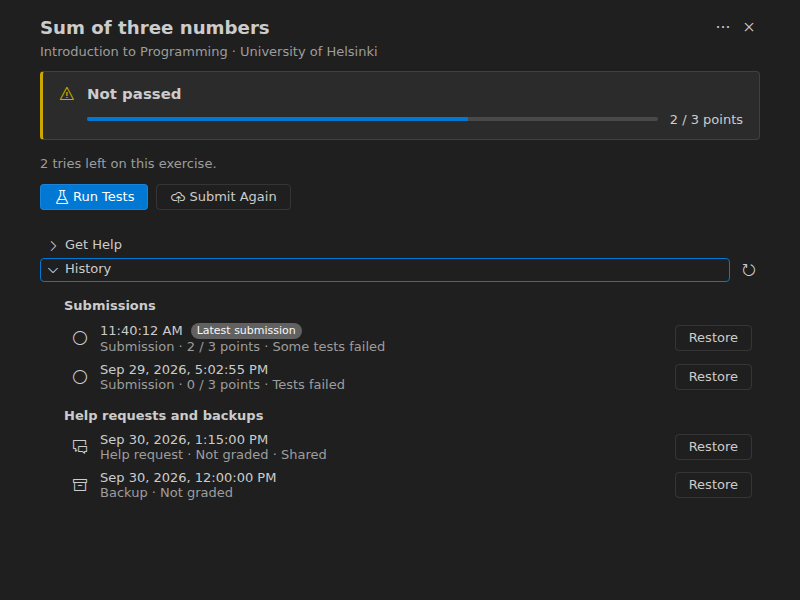 Sum of three numbers
Introduction to Programming · University of Helsinki
Not passed
2 / 3 points
2 tries left on this exercise.
Run Tests
Submit Again
Get Help
History
Submissions
11:40:12 AM Latest submission
Submission · 2 / 3 points · Some tests failed
Restore
Sep 29, 2026, 5:02:55 PM
Submission · 0 / 3 points · Tests failed
Restore
Help requests and backups
Sep 30, 2026, 1:15:00 PM
Help request · Not graded · Shared
Restore
Sep 30, 2026, 12:00:00 PM
Backup · Not graded
Restore